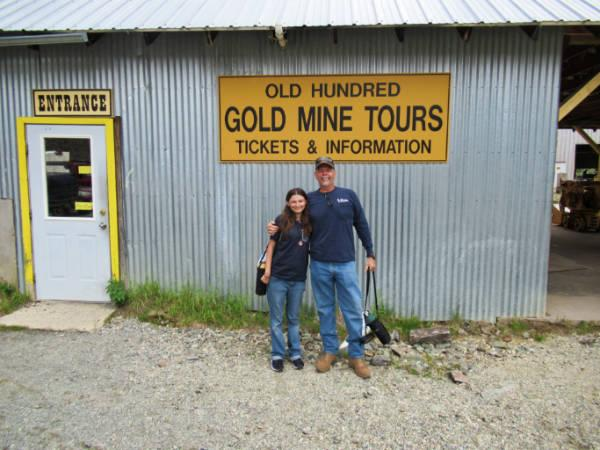 ENTRANCE
OLD HUNDRED
GOLD MINE TOURS
TICKETS & INFORMATION